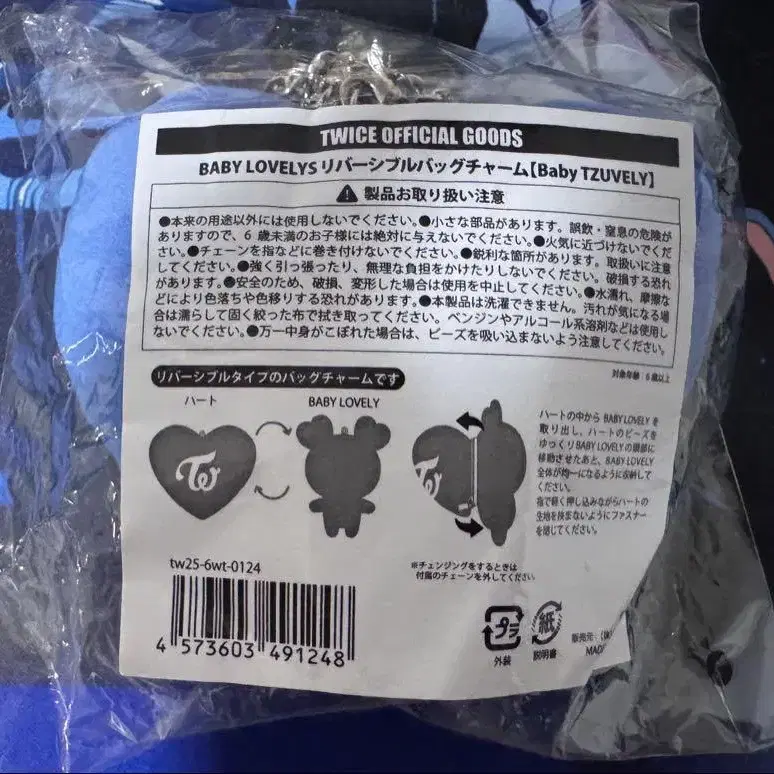 TWICE OFFICIAL GOODS
BABY LOVELYS リバーシブルバッグチャーム【Baby TZUVELY】
製品お取り扱い注意
●本来の用途以外には使用しないでください。●小さな部品があります。誤飲・窒息の危険が
ありますので、6 歳未満のお子様には絶対に与えないでください。●火気に近づけないでくだ
さい。●チェーンを指などに巻き付けないでください。●鋭利な箇所があります。取扱いに注意
してください。●強く引っ張ったり、無理な負担をかけたりしないでください。破損する恐れ
があります。●安全のため、破損、変形した場合は使用を中止してください。●水濡れ、摩擦な
どにより色落ちや色移りする恐れがあります。●本製品は洗濯できません。汚れが気になる場
合は濡らして固く絞った布で拭き取ってください。ベンジンやアルコール系溶剤などは使用し
ないでください。●万一中身がこぼれた場合は、ビーズを吸い込まないよう注意してください。
対象年齢:6歳以上
リバーシブルタイプのバッグチャームです
ハート
BABY LOVELY
ハートの中から BABY LOVELY を
取り出し、ハートのビーズを
ゆっくり BABY LOVELY の頭部に
移動させたあと、BABY LOVELY
全体が均一になるように収納して
ください。
指で軽く押し込みながらハートの
生地を挟まないようにファスナー
を閉じてください。
※チェンジングをするときは
付属のチェーンを外してください。
tw25-6wt-0124
4 573603 491248
プラ
外装
紙
説明書
販売元:(株
MAD